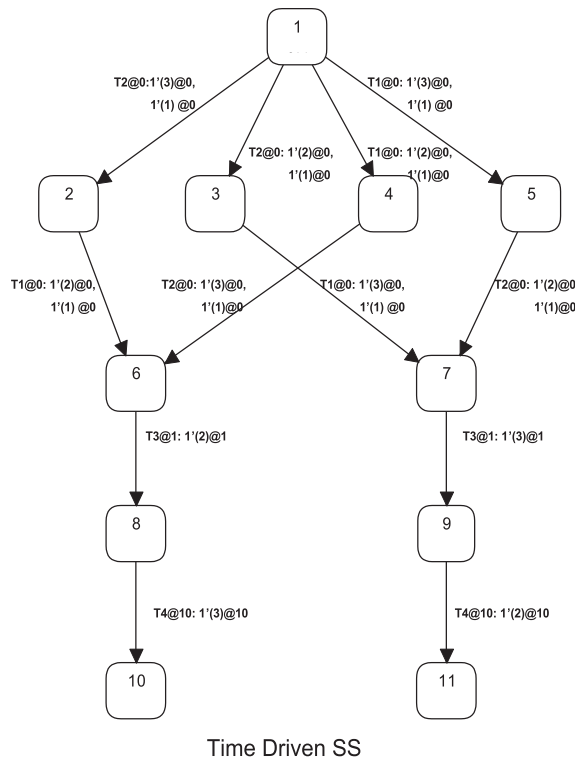 1
T2@0:1'(3)@0,
1'(1) @0
T1@0: 1'(3)@0,
1'(1) @0
T2@0: 1'(2)@0,
1'(1)@0
T1@0: 1'(2)@0,
1'(1)@0
2
3
4
5
T1@0: 1'(2)@0,
1'(1) @0
T2@0: 1'(3)@0,
1'(1)@0
T1@0: 1'(3)@0,
1'(1) @0
T2@0: 1'(2)@0
1'(1)@0
6
7
T3@1: 1'(2)@1
T3@1: 1'(3)@1
8
9
T4@10: 1'(3)@10
T4@10: 1'(2)@10
10
11
Time Driven SS